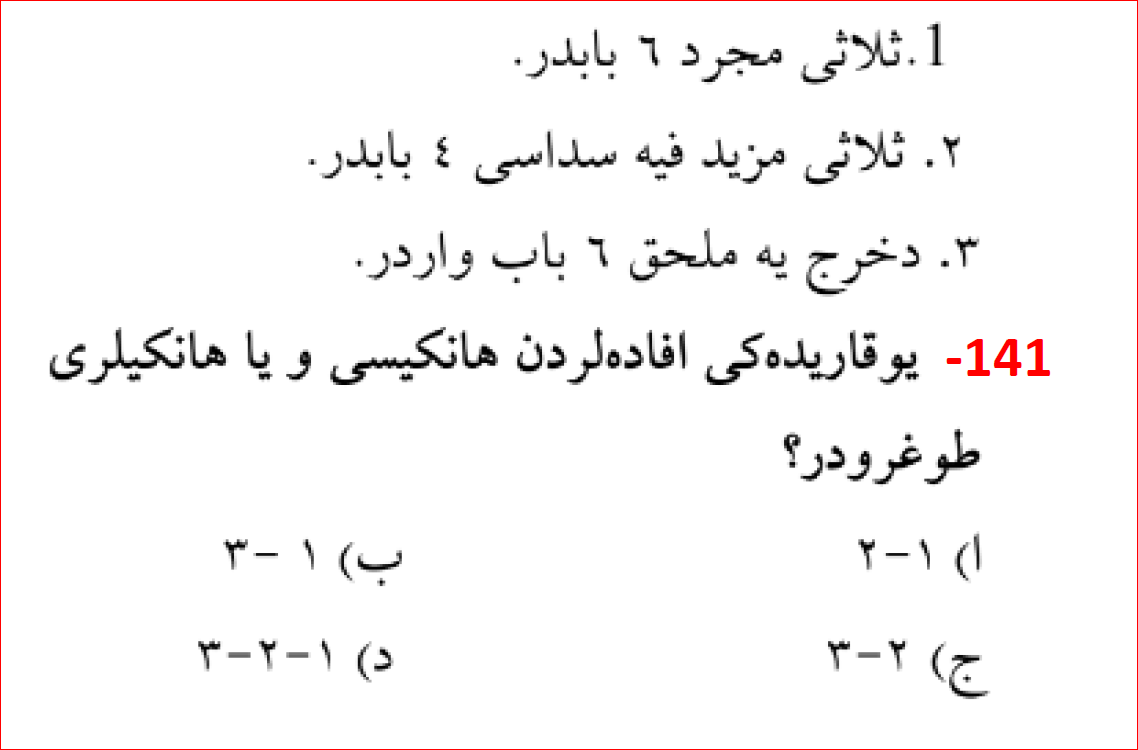 1.ثلاثی مجرد ٦ بابدر.
٢. ثلاثی مزید فیه سداسی ٤ بابدر.
٣. دخرج یه ملحق ٦ باب واردر.
141- یوقاریده‌کی افاده‌لردن هانکیسی و یا هانکیلری
طوغرودر؟
ا) ١-٢
ب) ١ -٣
ج) ٢-٣
د) ١-٢-٣